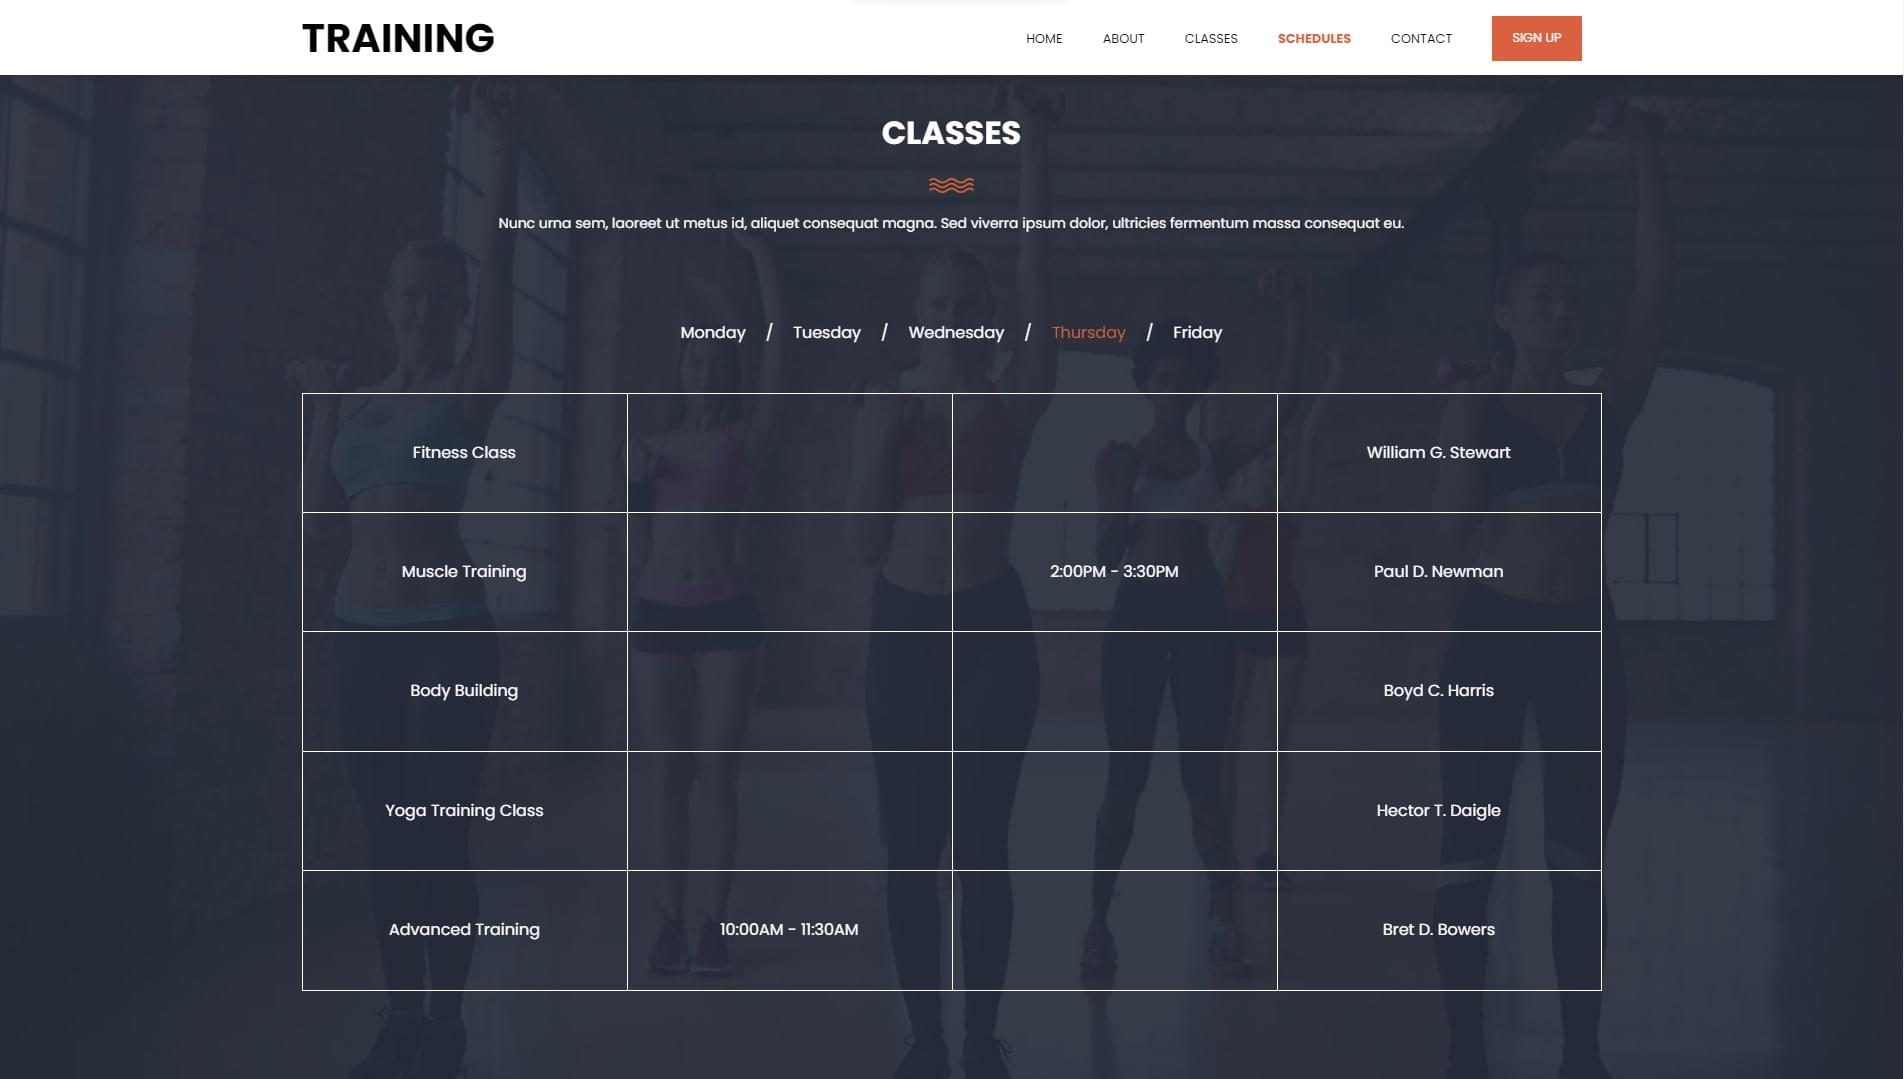 TRAINING
HOME ABOUT CLASSES SCHEDULES CONTACT SIGN UP
CLASSES
Nunc urna sem, laoreet ut metus id, aliquet consequat magna. Sed viverra ipsum dolor, ultricies fermentum massa consequat eu.
Monday / Tuesday / Wednesday / Thursday / Friday
Fitness Class William G. Stewart
Muscle Training 2:00PM - 3:30PM Paul D. Newman
Body Building Boyd C. Harris
Yoga Training Class Hector T. Daigle
Advanced Training 10:00AM - 11:30AM Bret D. Bowers